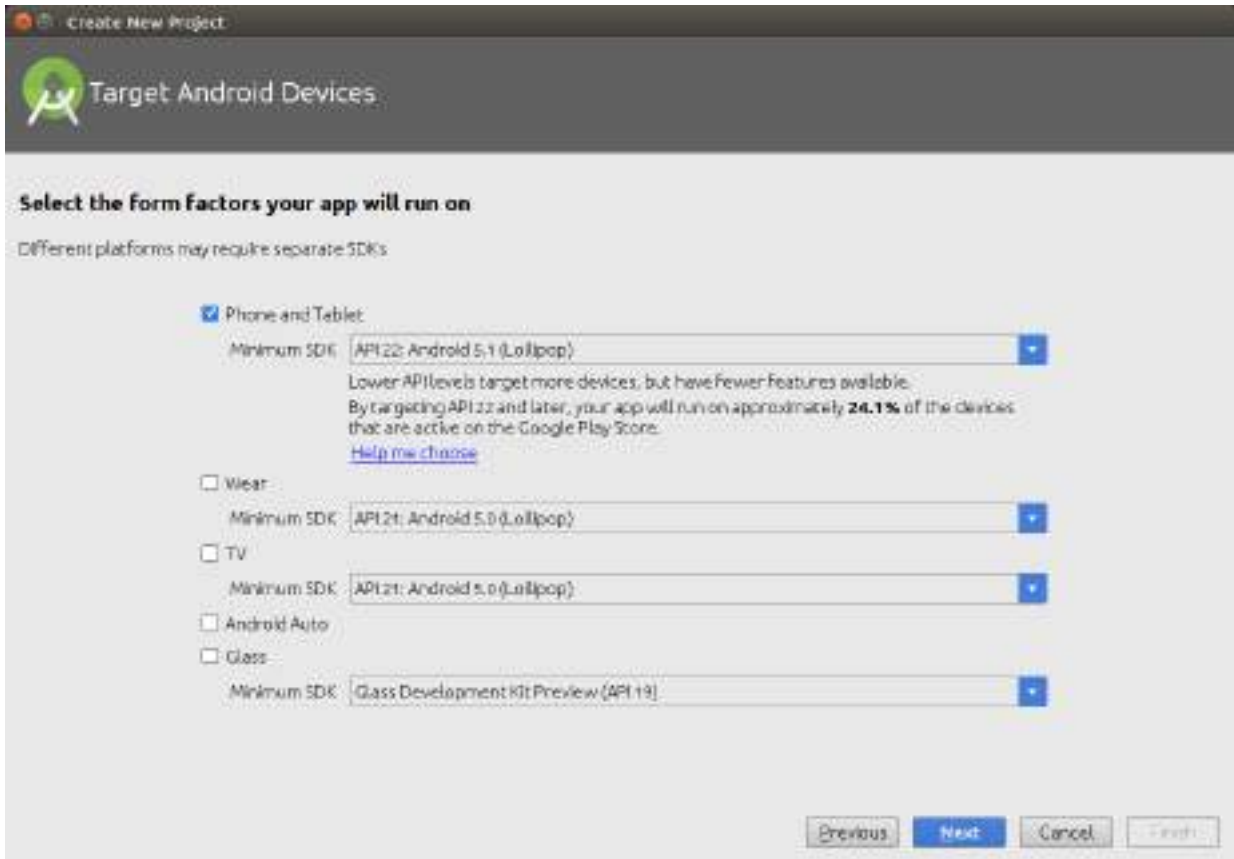 Create New Project
Target Android Devices
Select the form factors your app will run on
Different platforms may require separate SDKs
Phone and Tablet
Minimum SDK API 22: Android 5.1 (Lollipop)
Lower API levels target more devices, but have fewer features available.
By targeting API 22 and later, your app will run on approximately 24.1% of the devices
that are active on the Google Play Store.
Help me choose
Wear
Minimum SDK API 21: Android 5.0 (Lollipop)
TV
Minimum SDK API 21: Android 5.0 (Lollipop)
Android Auto
Glass
Minimum SDK Glass Development Kit Preview (API 19)
Previous Next Cancel Finish